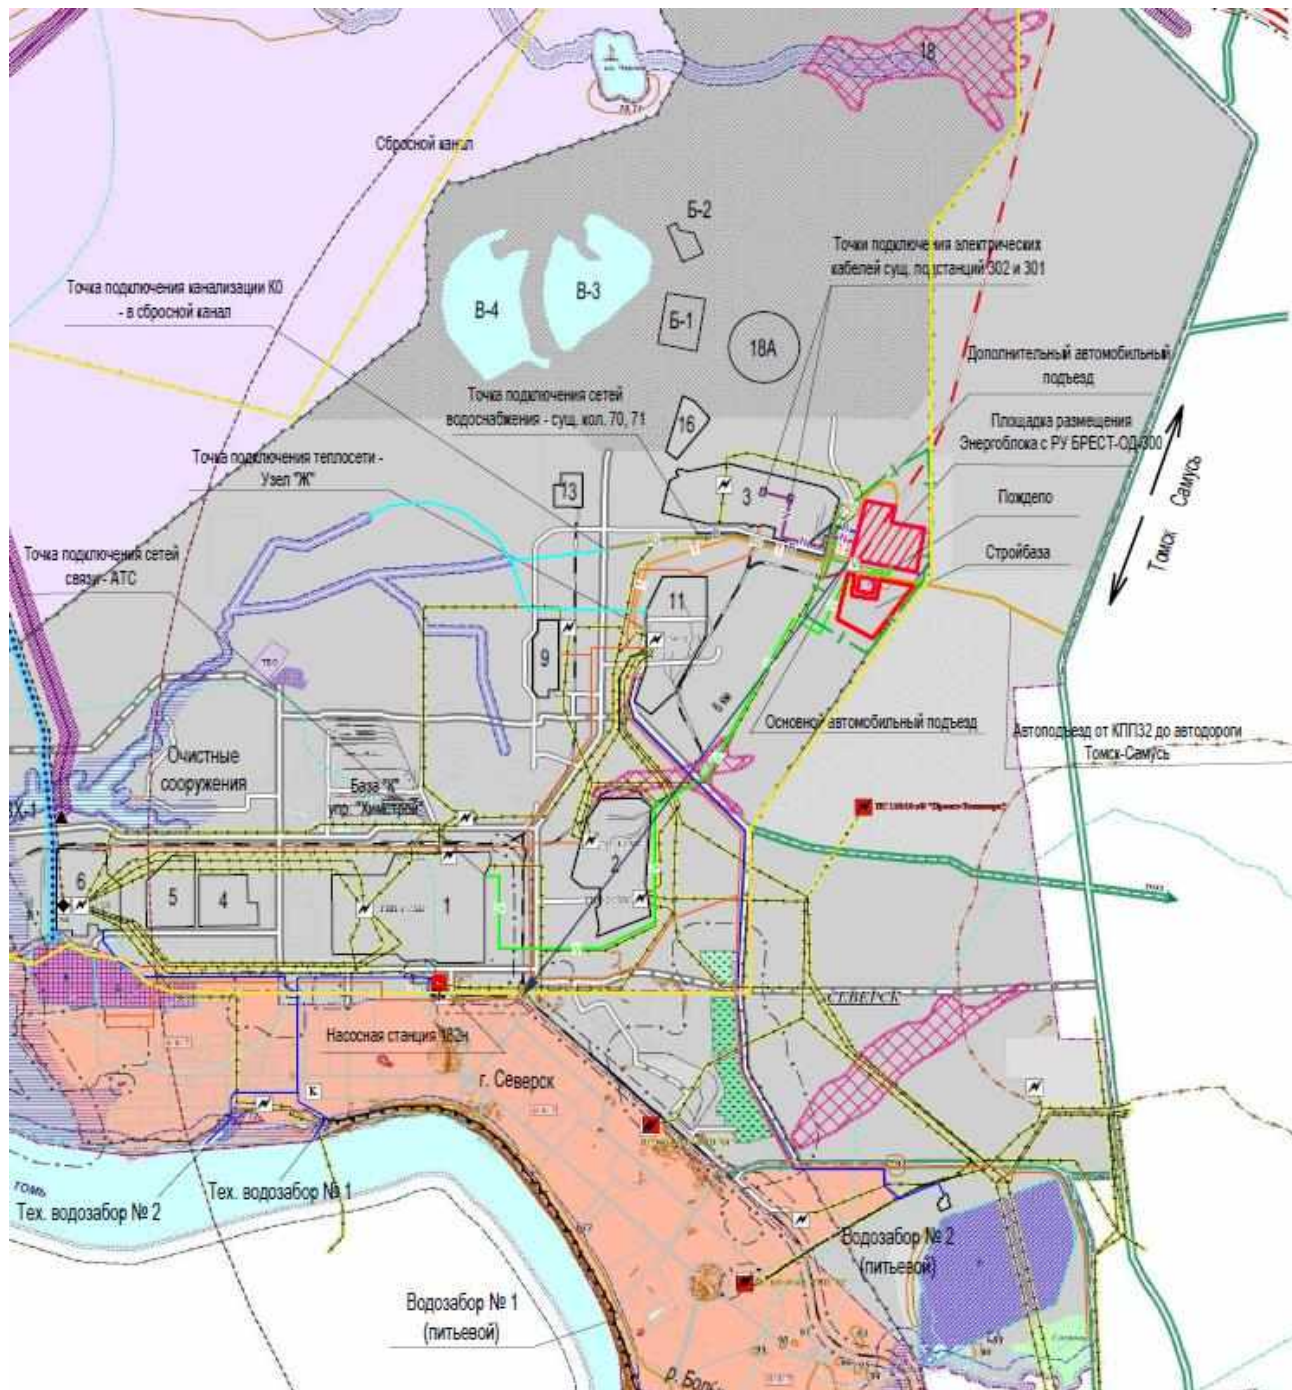 18
Сбросной канал
Б-2
Точки подключения электрических
кабелей сущ. подстанций 302 и 301
Точка подключения канализации К0
- в сбросной канал
В-4
В-3
Б-1
18А
Дополнительный автомобильный
подъезд
Точка подключения сетей
водоснабжения - сущ. кол. 70, 71
16
Площадка размещения
Энергоблока с РУ БРЕСТ-ОД-300
Точка подключения теплосети -
Узел "Ж"
13
3
Пождепо
Самусь
Томск
Стройбаза
Точка подключения сетей
связи - АТС
11
9
Основной автомобильный подъезд
Автоподъезд от КПП32 до автодороги
Томск-Самусь
Очистные
сооружения
База "Х"
упр. "Химстрой"
2
6
5
4
1
СЕВЕРСК
Насосная станция 182н
г. Северск
К
Тех. водозабор № 1
Тех. водозабор № 2
томь
Водозабор № 2
(питьевой)
Водозабор № 1
(питьевой)